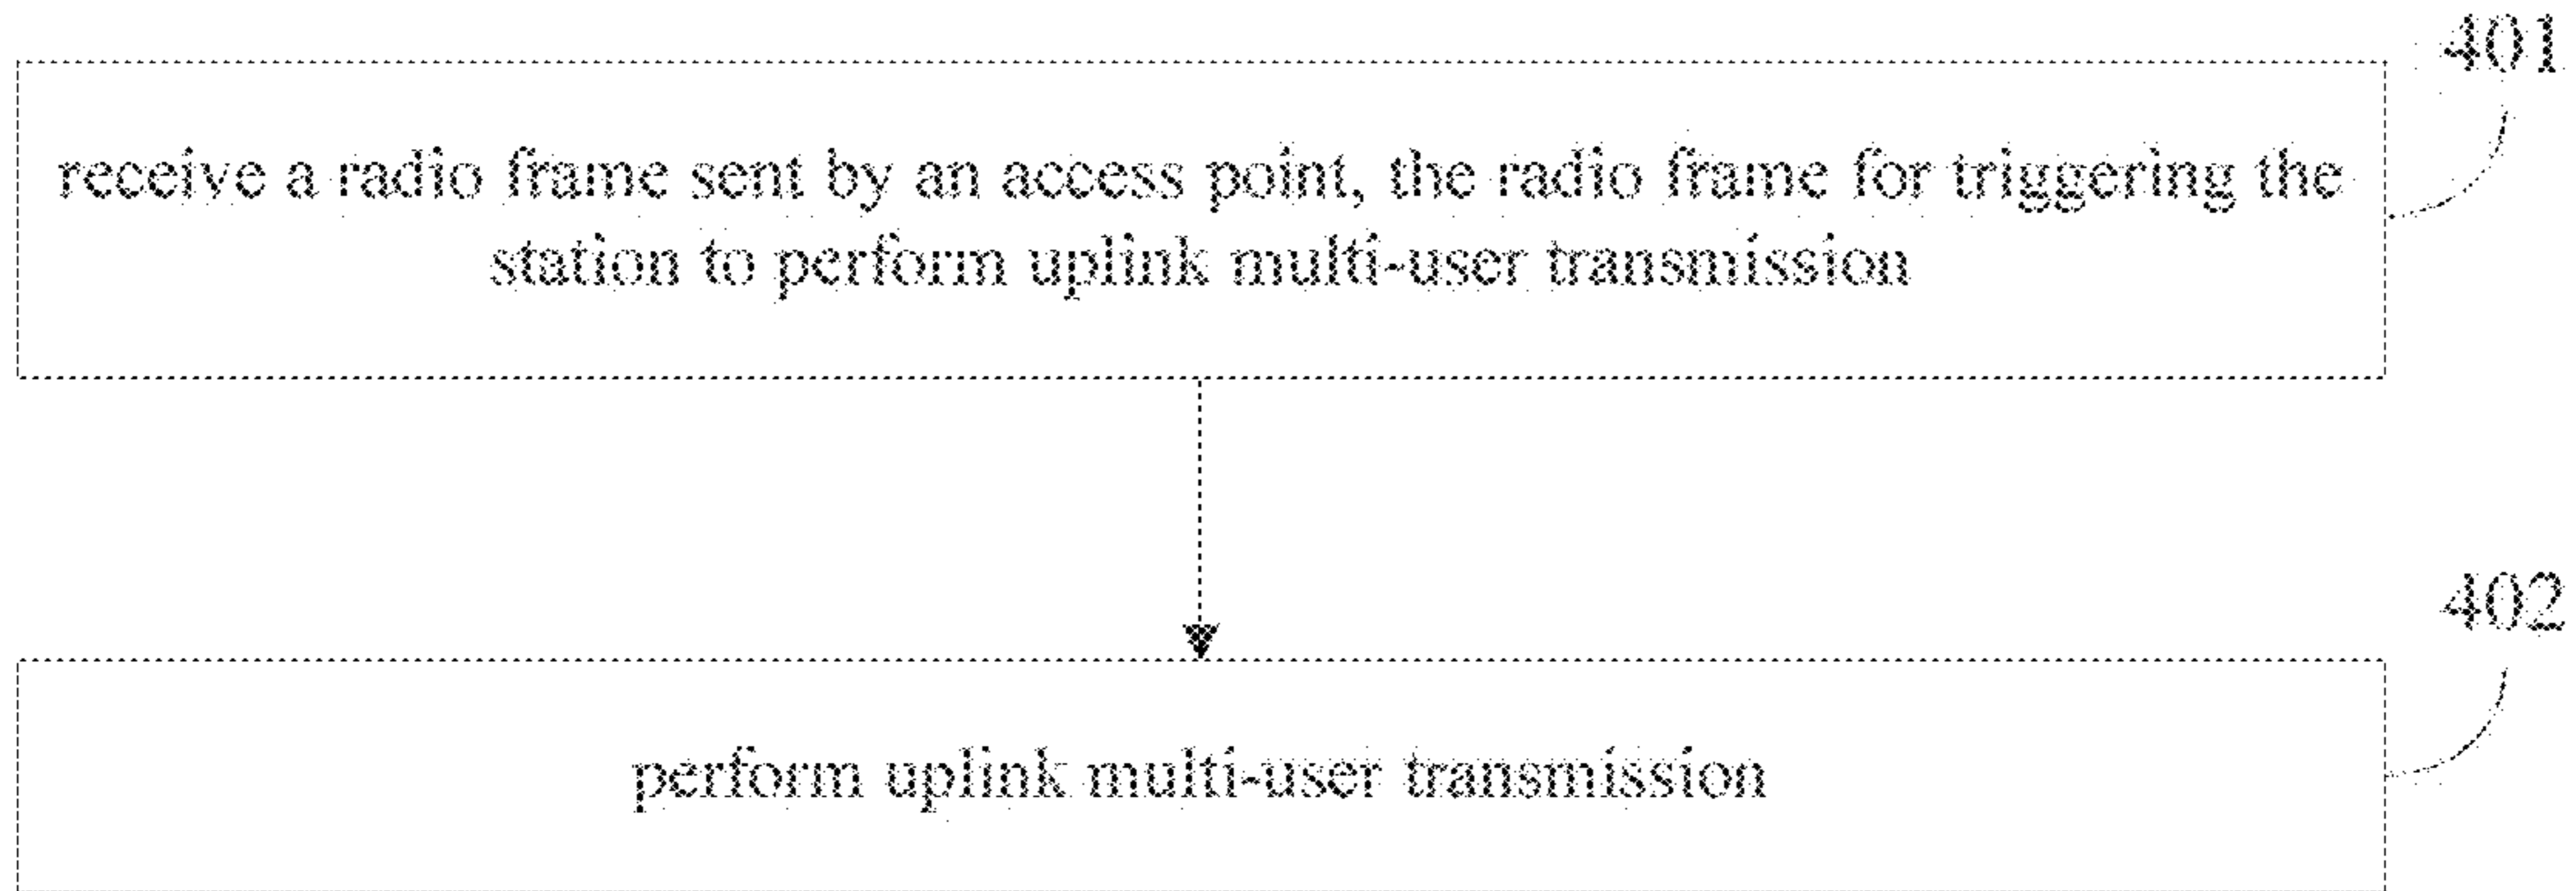 401
receive a radio frame sent by an access point, the radio frame for triggering the
station to perform uplink multi-user transmission
402
perform uplink multi-user transmission